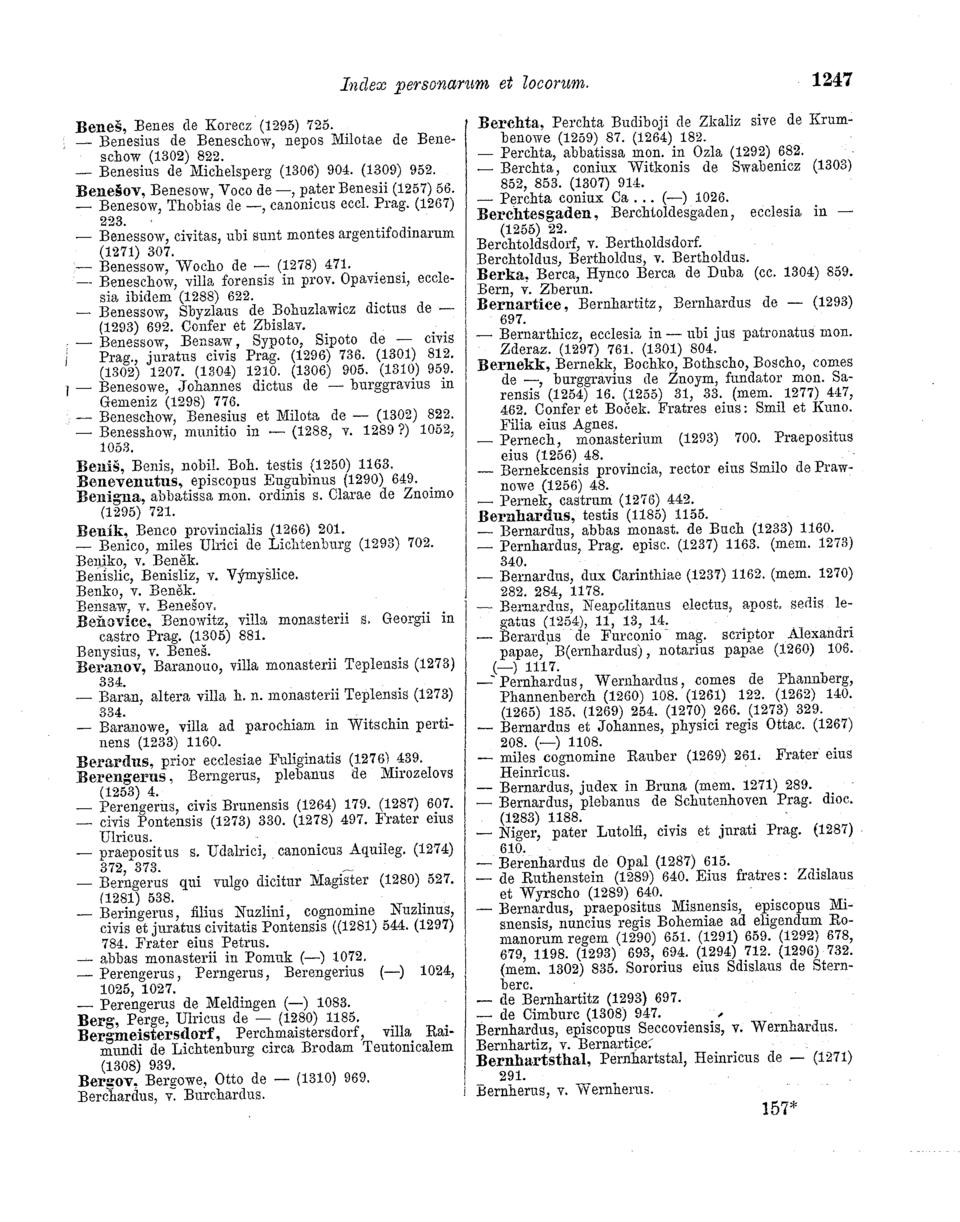 Index personarum et locorum.
1247
Beneš, Benes de Korecz (1295) 725.
— Benesius de Beneschow, nepos Milotae de Bene-
schow (1302) 822.
— Benesius de Michelsperg (1306) 904. (1309) 952.
Benešov, Benesow, Voco de —, pater Benesii (1257) 56.
— Benesow, Thobias de —, canonicus eccl. Prag. (1267)
223.
— Benessow, civitas, ubi sunt montes argentifodinarum
(1271) 307.
— Benessow, Wocho de — (1278) 471.
— Beneschow, villa forensis in prov. Opaviensi, eccle-
sia ibidem (1288) 622.
— Benessow, Sbyzlaus de Bohuzlawicz dictus de —
(1293) 692. Confer et Zbislav.
— Benessow, Bensaw, Sypoto, Sipoto de — civis
Prag., juratus civis Prag. (1296) 736. (1301) 812.
(1302) 1207. (1304) 1210. (1306) 905. (1310) 959.
— Benesowe, Johannes dictus de — burggravius in
Gemeniz (1298) 776.
— Beneschow, Benesius et Milota de — (1302) 822.
— Benesshow, munitio in — (1288, v. 1289?) 1052,
1053.
Beniš, Benis, nobil. Boh. testis (1250) 1163.
Benevenutus, episcopus Eugubinus (1290) 649.
Benigna, abbatissa mon. ordinis s. Clarae de Znoimo
(1295) 721.
Beník, Benco provincialis (1266) 201.
— Benico, miles Ulrici de Lichtenburg (1293) 702.
Benjko, v. Beněk.
Benislic, Benisliz, v. Výmyšlice.
Benko, v. Beněk.
Bensaw, v. Benešov.
Beňovice, Benowitz, villa monasterii s. Georgii in
castro Prag. (1305) 881.
Benysius, v. Beneš.
Beranov, Baranouo, villa monasterii Teplensis (1273)
334.
— Baran, altera villa h. n. monasterii Teplensis (1273)
334.
— Baranowe, villa ad parochiam in Witschin perti-
nens (1233) 1160.
Berardus, prior ecclesiae Fuliginatis (1276) 439.
Berengerus, Berngerus, plebanus de Mirozelovs
(1253) 4.
— Perengerus, civis Brunensis (1264) 179. (1287) 607.
— civis Pontensis (1273) 330. (1278) 497. Frater eius
Ulricus.
— praepositus s. Udalrici, canonicus Aquileg. (1274)
372, 373.
— Berngerus qui vulgo dicitur Magister (1280) 527.
(1281) 538.
— Beringerus, filius Nuzlini, cognomine Nuzlinus,
civis et juratus civitatis Pontensis ((1281) 544. (1297)
784. Frater eius Petrus.
— abbas monasterii in Pomuk (—) 1072.
— Perengerus, Perngerus, Berengerius (—) 1024,
1025, 1027.
— Perengerus de Meldingen (—) 1083.
Berg, Perge, Ulricus de — (1280) 1185.
Bergmeistersdorf, Perchmaistersdorf, villa Rai-
mundi de Lichtenburg circa Brodam Teutonicalem
(1308) 939.
Bergov, Bergowe, Otto de — (1310) 969.
Berchardus, v. Burchardus.
Berchta, Perchta Budiboji de Zkaliz sive de Krum-
benowe (1259) 87. (1264) 182.
— Perchta, abbatissa mon. in Ozla (1292) 682.
— Berchta, coniux Witkonis de Swabenicz (1303)
852, 853. (1307) 914.
— Perchta coniux Ca ... (—) 1026.
Berchtesgaden, Berchtoldesgaden, ecclesia in —
(1255) 22.
Berchtoldsdorf, v. Bertholdsdorf.
Berchtoldus, Bertholdus, v. Bertholdus.
Berka, Berca, Hynco Berca de Duba (cc. 1304) 859.
Bern, v. Zberun.
Bernartice, Bernhartitz, Bernhardus de — (1293)
697.
— Bernarthicz, ecclesia in — ubi jus patronatus mon.
Zderaz. (1297) 761. (1301) 804.
Bernekk, Bernekk, Bochko, Bothscho, Boscho, comes
de —, burggravius de Znoym, fundator mon. Sa-
rensis (1254) 16. (1255) 31, 33. (mem. 1277) 447,
462. Confer et Boček. Fratres eius: Smil et Kuno.
Filia eius Agnes.
— Pernech, monasterium (1293) 700. Praepositus
eius (1256) 48.
— Bernekcensis provincia, rector eius Smilo de Praw-
nowe (1256) 48.
— Pernek, castrum (1276) 442.
Bernhardus, testis (1185) 1155.
— Bernardus, abbas monast. de Buch (1233) 1160.
— Pernhardus, Prag. episc. (1237) 1163. (mem. 1273)
340.
— Bernardus, dux Carinthiae (1237) 1162. (mem. 1270)
282. 284, 1178.
— Bernardus, Neapolitanus electus, apost. sedis le-
gatus (1254), 11, 13, 14.
— Berardus de Furconio mag. scriptor Alexandri
papae, B(ernhardus), notarius papae (1260) 106.
(—) 1117.
— Pernhardus, Wernhardus, comes de Phannberg,
Phannenberch (1260) 108. (1261) 122. (1262) 140.
(1265) 185. (1269) 254. (1270) 266. (1273) 329.
— Bernardus et Johannes, physici regis Ottac. (1267)
208. (—) 1108.
— miles cognomine Rauber (1269) 261. Frater eius
Heinricus.
— Bernardus, judex in Bruna (mem. 1271) 289.
— Bernardus, plebanus de Schutenhoven Prag. dioc.
(1283) 1188.
— Niger, pater Lutolfi, civis et jurati Prag. (1287)
610.
— Berenhardus de Opal (1287) 615.
— de Ruthenstein (1289) 640. Eius fratres: Zdislaus
et Wyrscho (1289) 640.
— Bernardus, praepositus Misnensis, episcopus Mi-
snensis, nuncius regis Bohemiae ad eligendum Ro-
manorum regem (1290) 651. (1291) 659. (1292) 678,
679, 1198. (1293) 693, 694. (1294) 712. (1296) 732.
(mem. 1302) 835. Sororius eius Sdislaus de Stern-
berc.
— de Bernhartitz (1293) 697.
— de Cimburc (1308) 947.
Bernhardus, episcopus Seccoviensis, v. Wernhardus.
Bernhartiz, v. Bernartice.
Bernhartsthal, Pernhartstal, Heinricus de — (1271)
291.
Bernherus, v. Wernherus.
157*